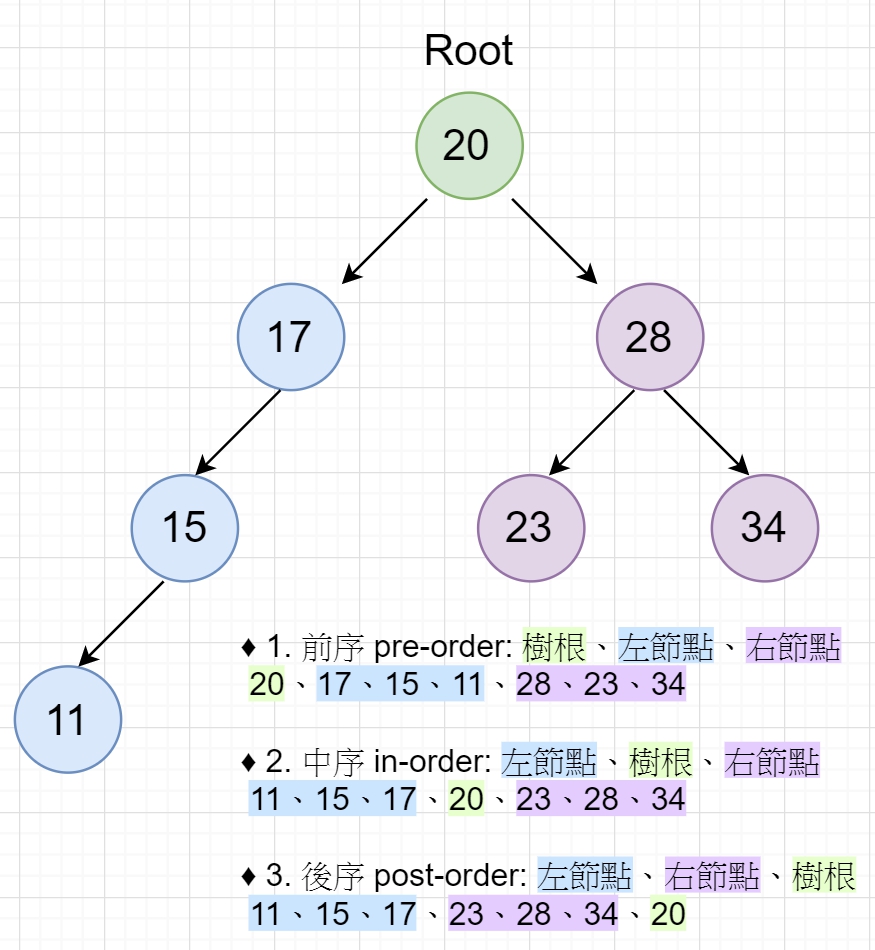 Root
20
17
28
15
23
34
11
♦ 1. 前序 pre-order: 樹根、左節點、右節點
20、17、15、11、28、23、34
♦ 2. 中序 in-order: 左節點、樹根、右節點
11、15、17、20、23、28、34
♦ 3. 後序 post-order: 左節點、右節點、樹根
11、15、17、23、28、34、20